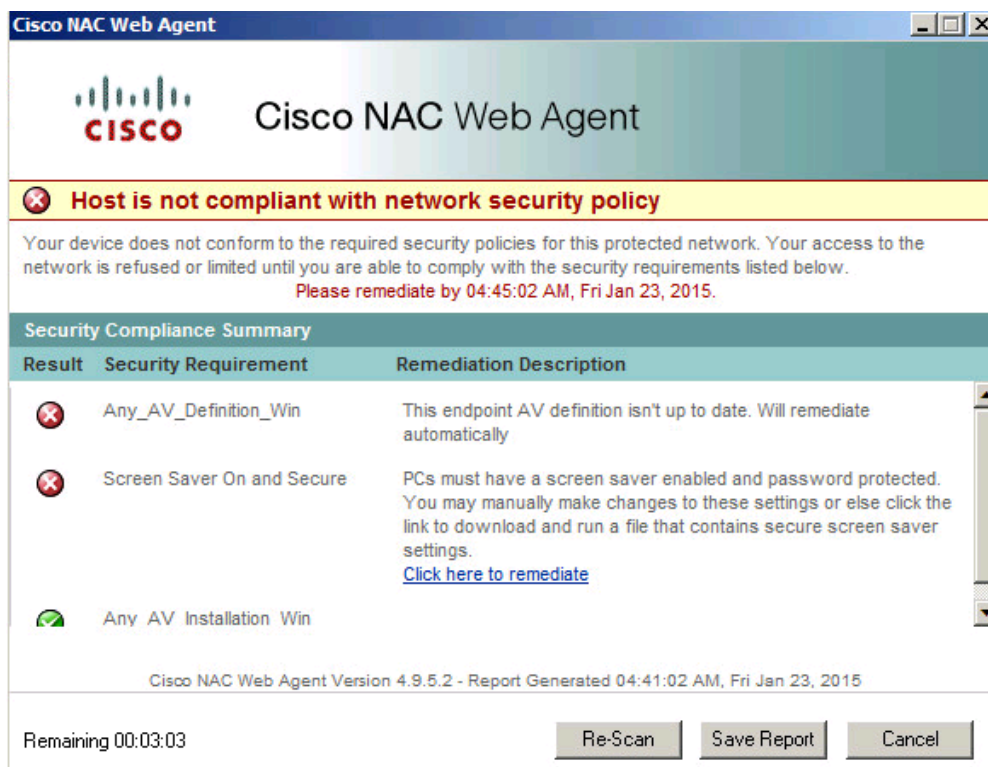 Cisco NAC Web Agent
CISCO
Cisco NAC Web Agent
Host is not compliant with network security policy
Your device does not conform to the required security policies for this protected network. Your access to the
network is refused or limited until you are able to comply with the security requirements listed below.
Please remediate by 04:45:02 AM, Fri Jan 23, 2015.
Security Compliance Summary
Result Security Requirement Remediation Description
Any_AV_Definition_Win This endpoint AV definition isn't up to date. Will remediate
automatically
Screen Saver On and Secure PCs must have a screen saver enabled and password protected.
You may manually make changes to these settings or else click the
link to download and run a file that contains secure screen saver
settings.
Click here to remediate
Any_AV_Installation_Win
Cisco NAC Web Agent Version 4.9.5.2 - Report Generated 04:41:02 AM, Fri Jan 23, 2015
Remaining 00:03:03 Re-Scan Save Report Cancel